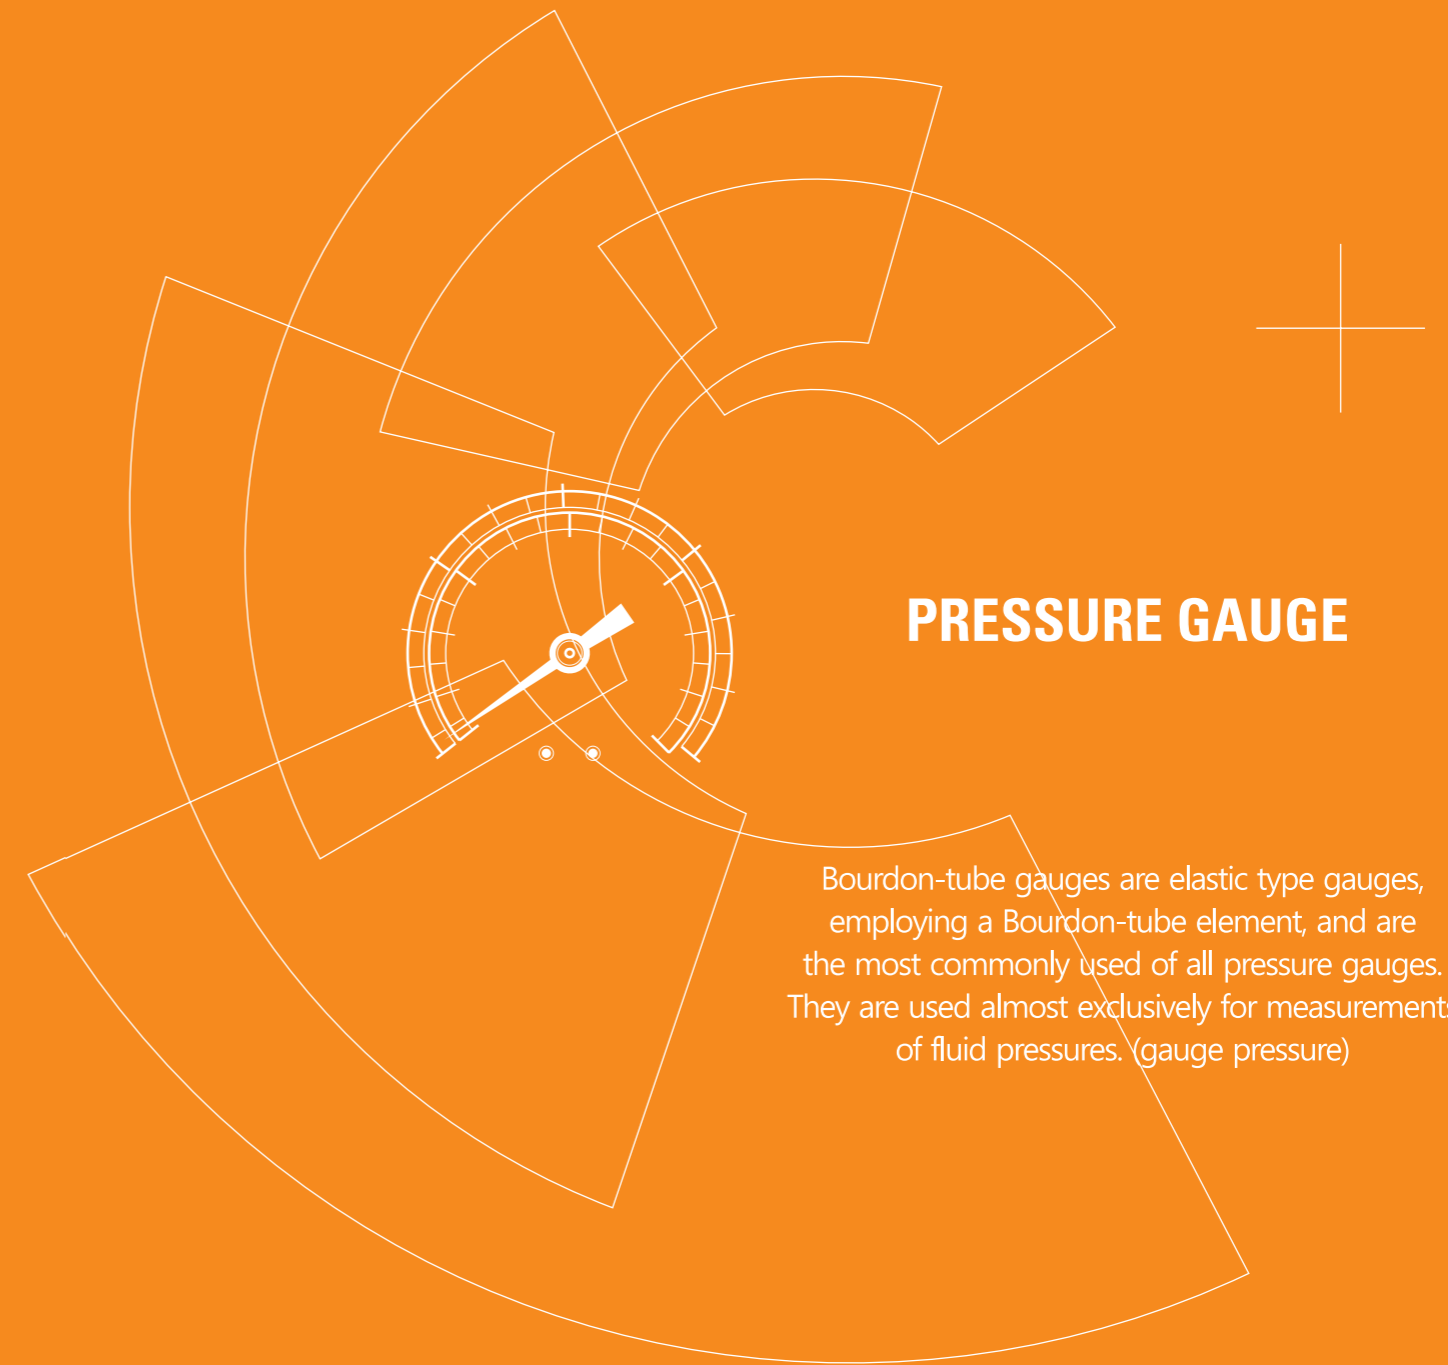 PRESSURE GAUGE
Bourdon-tube gauges are elastic type gauges,
employing a Bourdon-tube element, and are
the most commonly used of all pressure gauges.
They are used almost exclusively for measurements
of fluid pressures. (gauge pressure)